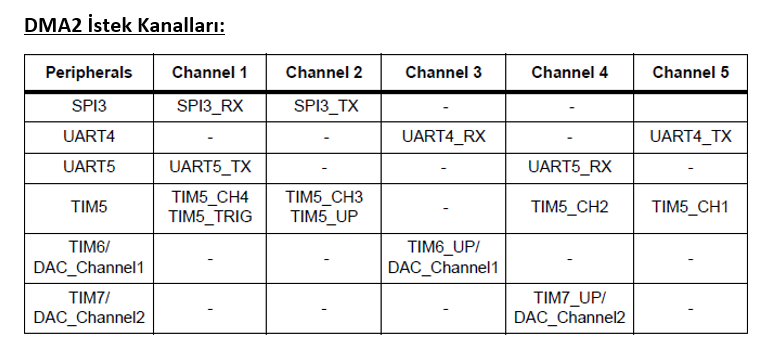 DMA2 İstek Kanalları:
Peripherals Channel 1 Channel 2 Channel 3 Channel 4 Channel 5
SPI3 SPI3_RX SPI3_TX - -
UART4 - - UART4_RX - UART4_TX
UART5 UART5_TX - - UART5_RX -
TIM5 TIM5_CH4 TIM5_TRIG TIM5_CH3 TIM5_UP - TIM5_CH2 TIM5_CH1
TIM6/ DAC_Channel1 - - TIM6_UP/ DAC_Channel1 - -
TIM7/ DAC_Channel2 - - - TIM7_UP/ DAC_Channel2 -